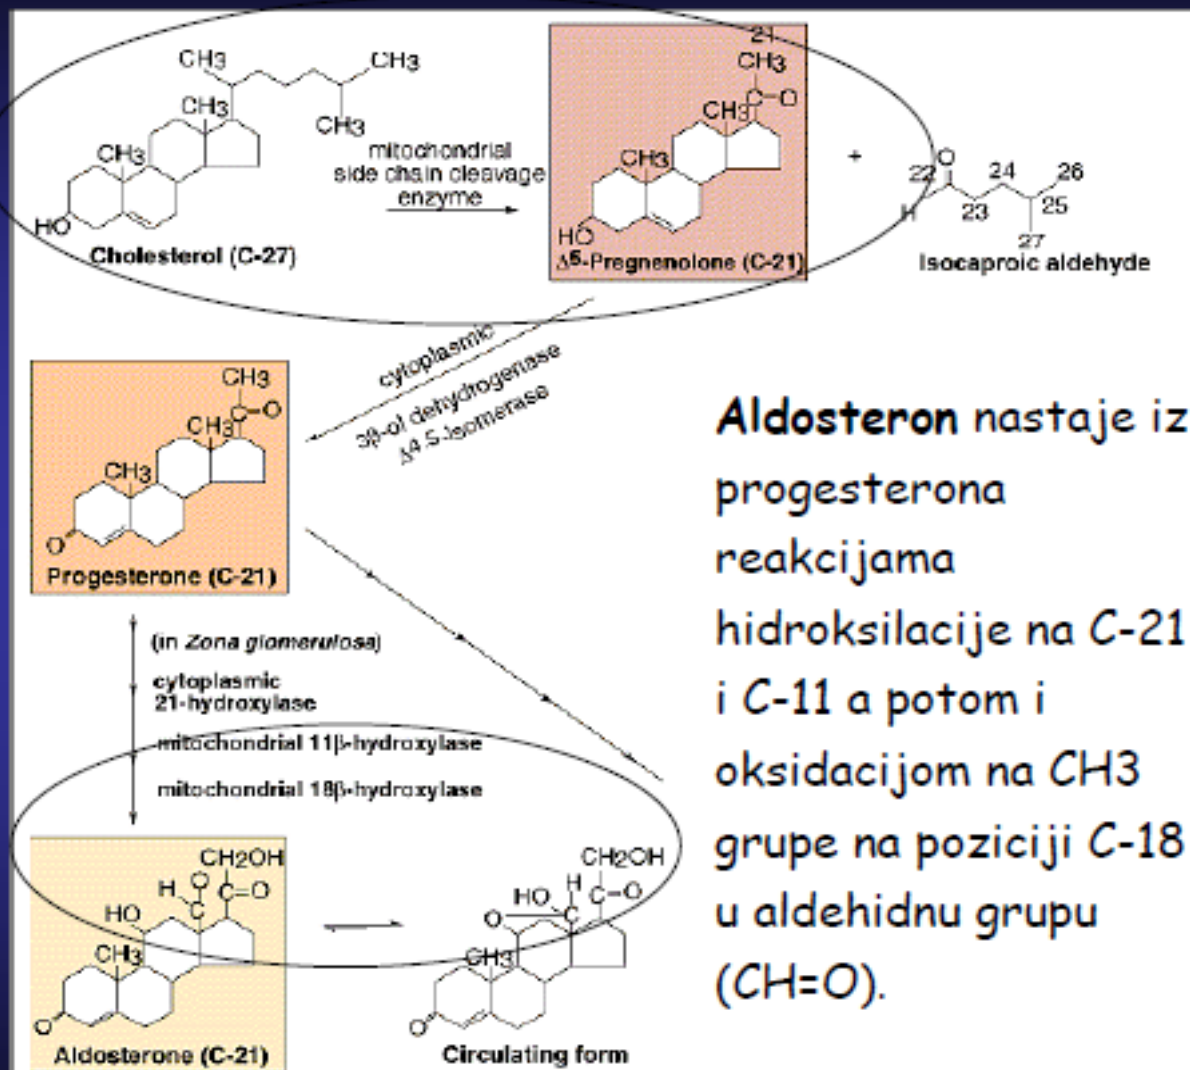 21
CH3
CH3
CH3
C=O
CH3
CH3
CH3
CH3
CH3
mitochondrial
side chain cleavage
enzyme
+
O
22
24
26
H
23
25
27
HO
HO
Cholesterol (C-27)
Δ5-Pregnenolone (C-21)
Isocaproic aldehyde
cytoplasmic
3β-ol dehydrogenase
Δ4,5-Isomerase
CH3
C=O
CH3
CH3
O
Progesterone (C-21)
Aldosteron nastaje iz
progesterona
reakcijama
hidroksilacije na C-21
i C-11 a potom i
oksidacijom na CH3
grupe na poziciji C-18
u aldehidnu grupu
(CH=O).
(in Zona glomerulosa)
cytoplasmic
21-hydroxylase
mitochondrial 11β-hydroxylase
mitochondrial 18β-hydroxylase
CH2OH
H O C=O
HO C
CH3
O
Aldosterone (C-21)
CH2OH
H C=O
HO
O C
CH3
O
Circulating form